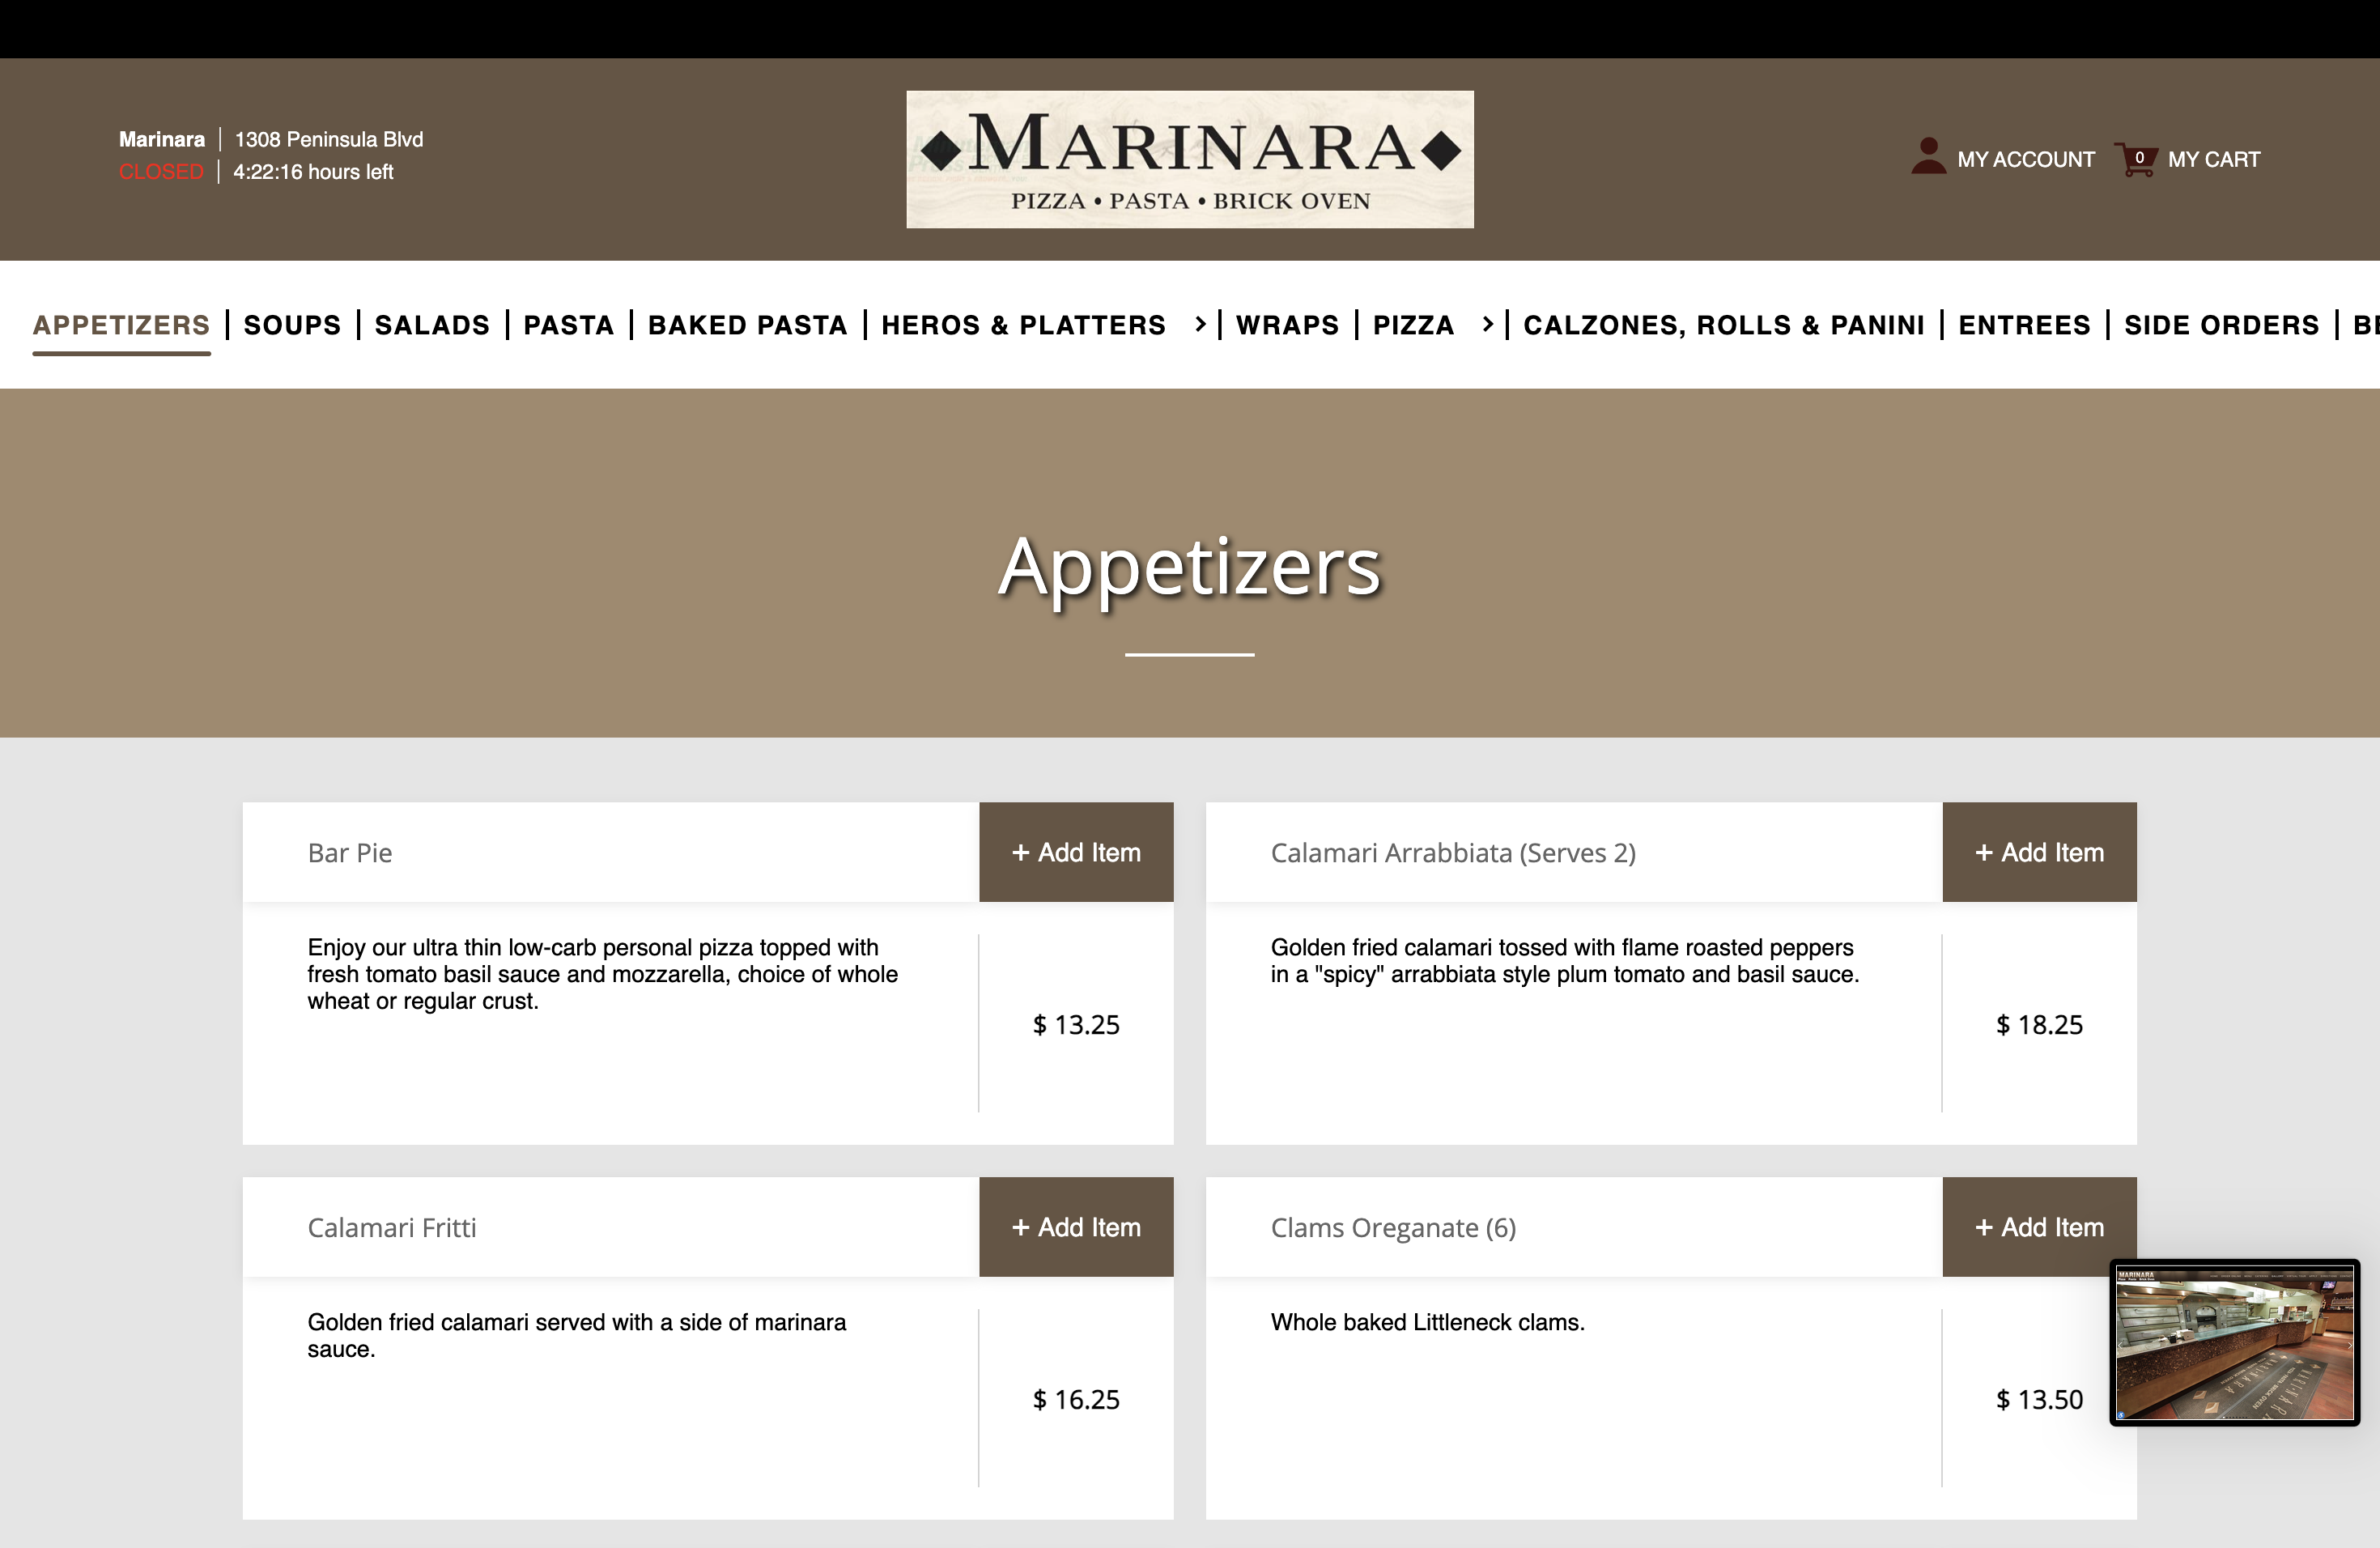 Marinara | 1308 Peninsula Blvd
CLOSED | 4:22:16 hours left
MARINARA
PIZZA • PASTA • BRICK OVEN
MY ACCOUNT 0 MY CART
APPETIZERS | SOUPS | SALADS | PASTA | BAKED PASTA | HEROS & PLATTERS > | WRAPS | PIZZA > | CALZONES, ROLLS & PANINI | ENTREES | SIDE ORDERS |
Appetizers
Bar Pie
+ Add Item
Enjoy our ultra thin low-carb personal pizza topped with
fresh tomato basil sauce and mozzarella, choice of whole
wheat or regular crust.
$ 13.25
Calamari Arrabbiata (Serves 2)
+ Add Item
Golden fried calamari tossed with flame roasted peppers
in a "spicy" arrabbiata style plum tomato and basil sauce.
$ 18.25
Calamari Fritti
+ Add Item
Golden fried calamari served with a side of marinara
sauce.
$ 16.25
Clams Oreganate (6)
+ Add Item
Whole baked Littleneck clams.
$ 13.50
MARINARA